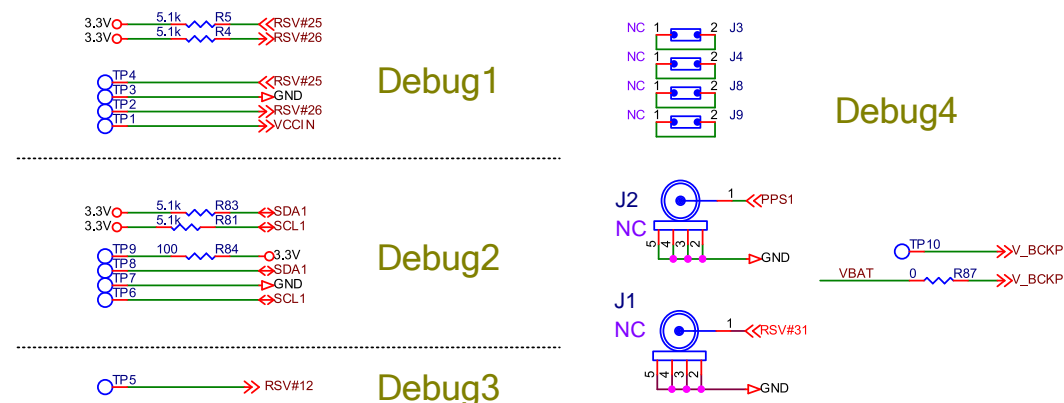 3.3V 5.1k R5 RSV#25
3.3V 5.1k R4 RSV#26
TP4 RSV#25
TP3 GND
TP2 RSV#26
TP1 VCCIN
Debug1
3.3V 5.1k R83 SDA1
3.3V 5.1k R81 SCL1
TP9 100 R84 3.3V
TP8 SDA1
TP7 GND
TP6 SCL1
Debug2
TP5 RSV#12
Debug3
NC 1 2 J3
NC 1 2 J4
NC 1 2 J8
NC 1 2 J9
Debug4
J2
NC
1 PPS1
5 4 3 2
GND
J1
NC
1 RSV#31
5 4 3 2
GND
TP10 V_BCKP
VBAT 0 R87 V_BCKP